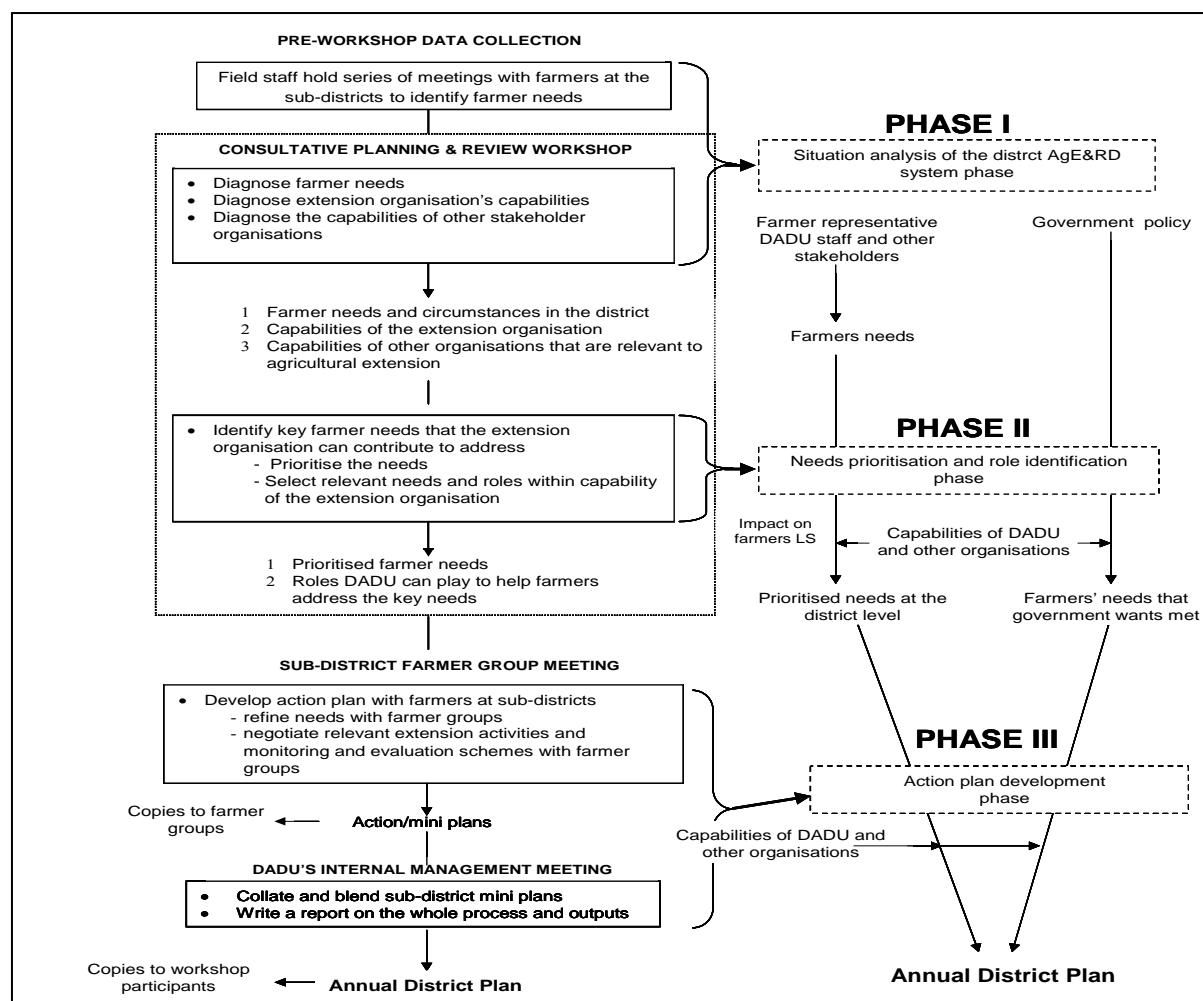 PRE-WORKSHOP DATA COLLECTION
Field staff hold series of meetings with farmers at the
sub-districts to identify farmer needs
CONSULTATIVE PLANNING & REVIEW WORKSHOP
• Diagnose farmer needs
• Diagnose extension organisation's capabilities
• Diagnose the capabilities of other stakeholder
organisations
1 Farmer needs and circumstances in the district
2 Capabilities of the extension organisation
3 Capabilities of other organisations that are relevant to
agricultural extension
• Identify key farmer needs that the extension
organisation can contribute to address
- Prioritise the needs
- Select relevant needs and roles within capability
of the extension organisation
1 Prioritised farmer needs
2 Roles DADU can play to help farmers
address the key needs
SUB-DISTRICT FARMER GROUP MEETING
• Develop action plan with farmers at sub-districts
- refine needs with farmer groups
- negotiate relevant extension activities and
monitoring and evaluation schemes with farmer
groups
Copies to farmer
groups
Action/mini plans
DADU'S INTERNAL MANAGEMENT MEETING
• Collate and blend sub-district mini plans
• Write a report on the whole process and outputs
Copies to workshop
participants
Annual District Plan
PHASE I
Situation analysis of the distrct AgE&RD
system phase
Farmer representative
DADU staff and other
stakeholders
Government policy
Farmers needs
PHASE II
Needs prioritisation and role identification
phase
Impact on
farmers LS
Capabilities of DADU
and other organisations
Prioritised needs at the
district level
Farmers' needs that
government wants met
PHASE III
Action plan development
phase
Capabilities of DADU and
other organisations
Annual District Plan